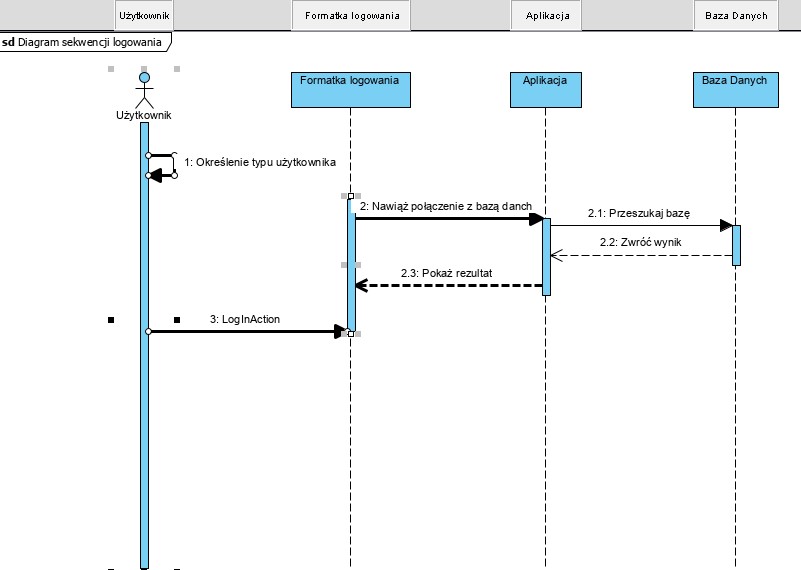 Użytkownik
Formatka logowania
Aplikacja
Baza Danych
sd Diagram sekwencji logowania
Formatka logowania
Aplikacja
Baza Danych
Użytkownik
1: Określenie typu użytkownika
2: Nawiąż połączenie z bazą danch
2.1: Przeszukaj bazę
2.2: Zwróć wynik
2.3: Pokaż rezultat
3: LogInAction